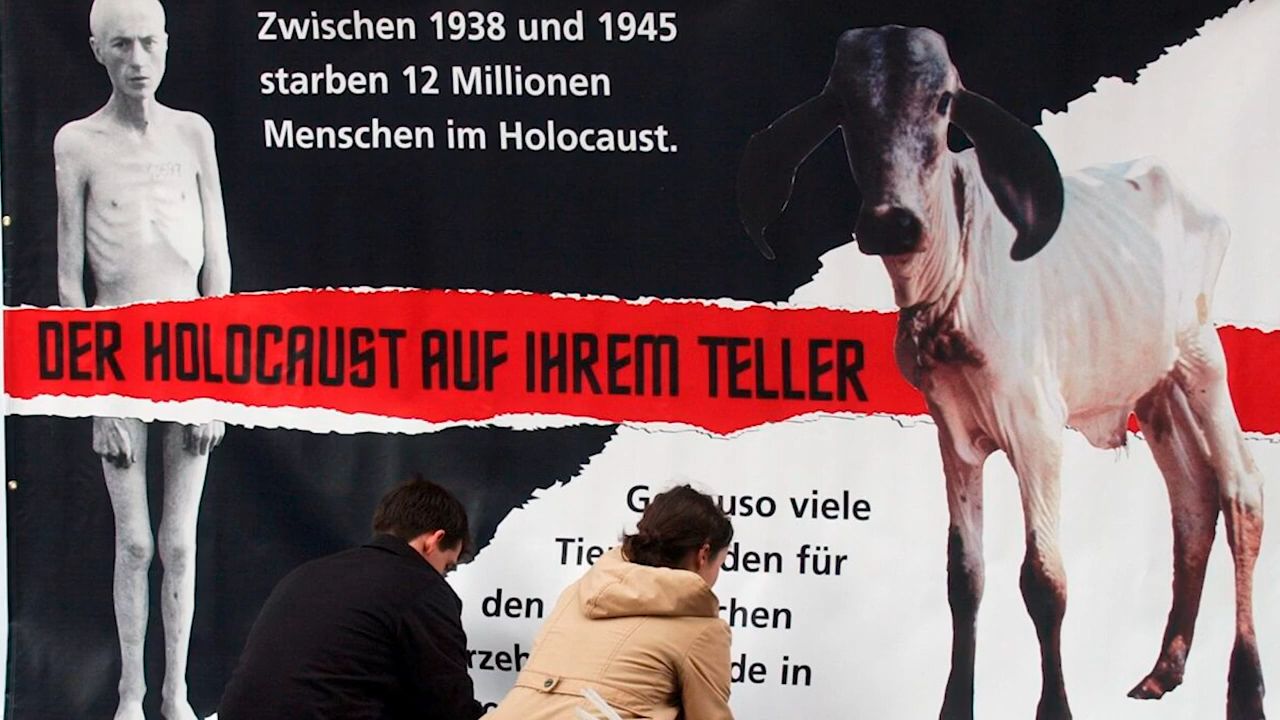 Zwischen 1938 und 1945
starben 12 Millionen
Menschen im Holocaust.
DER HOLOCAUST AUF IHREM TELLER
viele
für
den
in